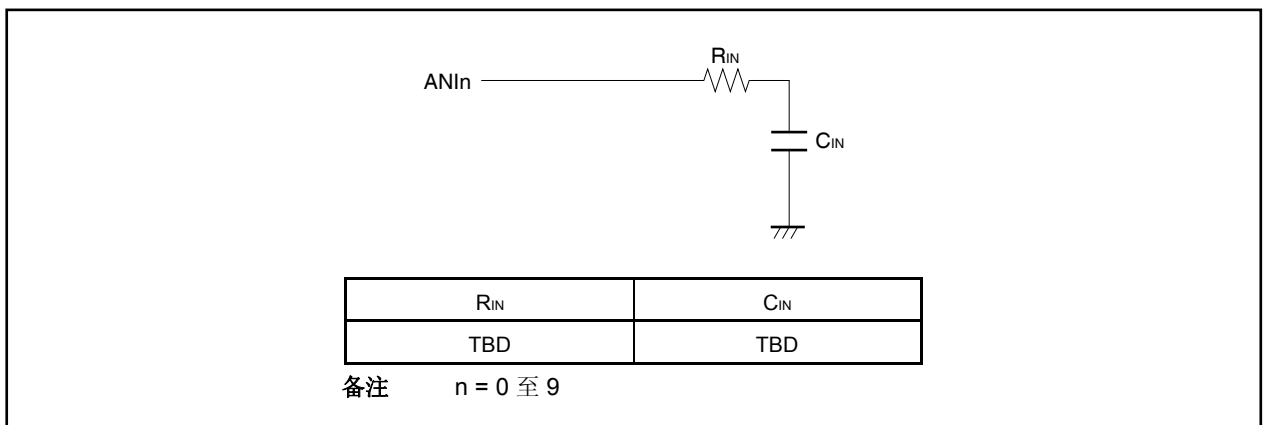 RIN
ANIn
CIN
RIN CIN
TBD TBD
备注 n = 0 至 9